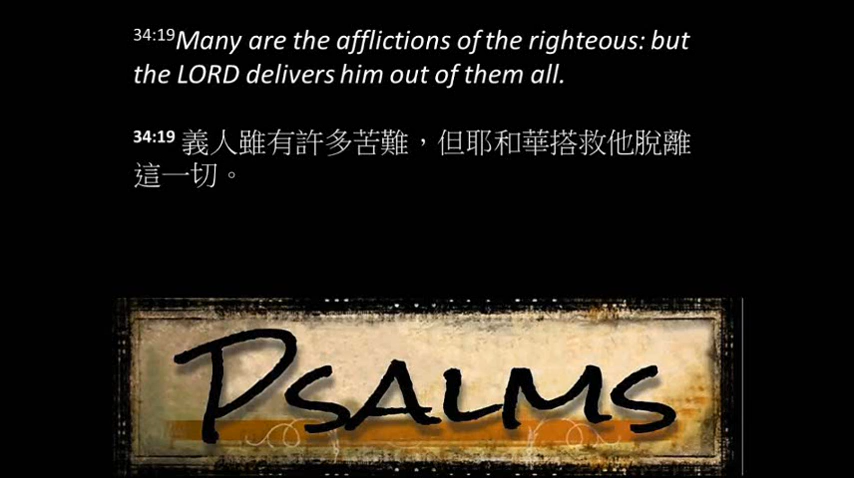 34:19Many are the afflictions of the righteous: but
the LORD delivers him out of them all.
34:19 義人雖有許多苦難，但耶和華搭救他脫離
這一切。
PSALMS